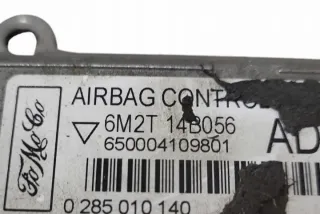 FoMoCo
AIRBAG CONTRO
6M2T 14B056
AD
650004109801
0 285 010 140